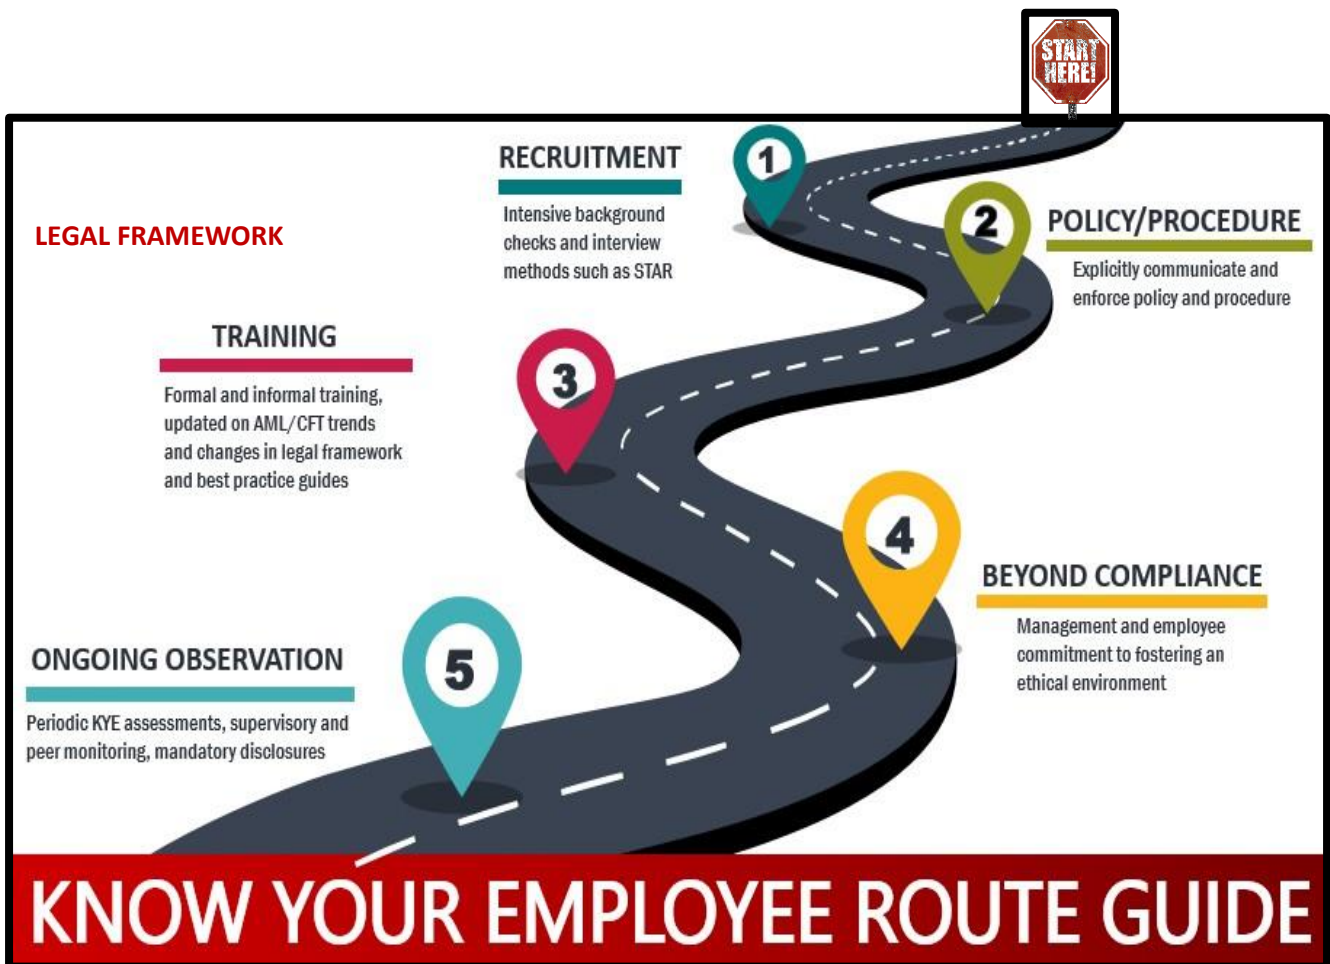 START
HERE!
LEGAL FRAMEWORK
RECRUITMENT
Intensive background
checks and interview
methods such as STAR
1
2
POLICY/PROCEDURE
Explicitly communicate and
enforce policy and procedure
TRAINING
Formal and informal training,
updated on AML/CFT trends
and changes in legal framework
and best practice guides
3
4
BEYOND COMPLIANCE
Management and employee
commitment to fostering an
ethical environment
ONGOING OBSERVATION
Periodic KYE assessments, supervisory and
peer monitoring, mandatory disclosures
5
KNOW YOUR EMPLOYEE ROUTE GUIDE